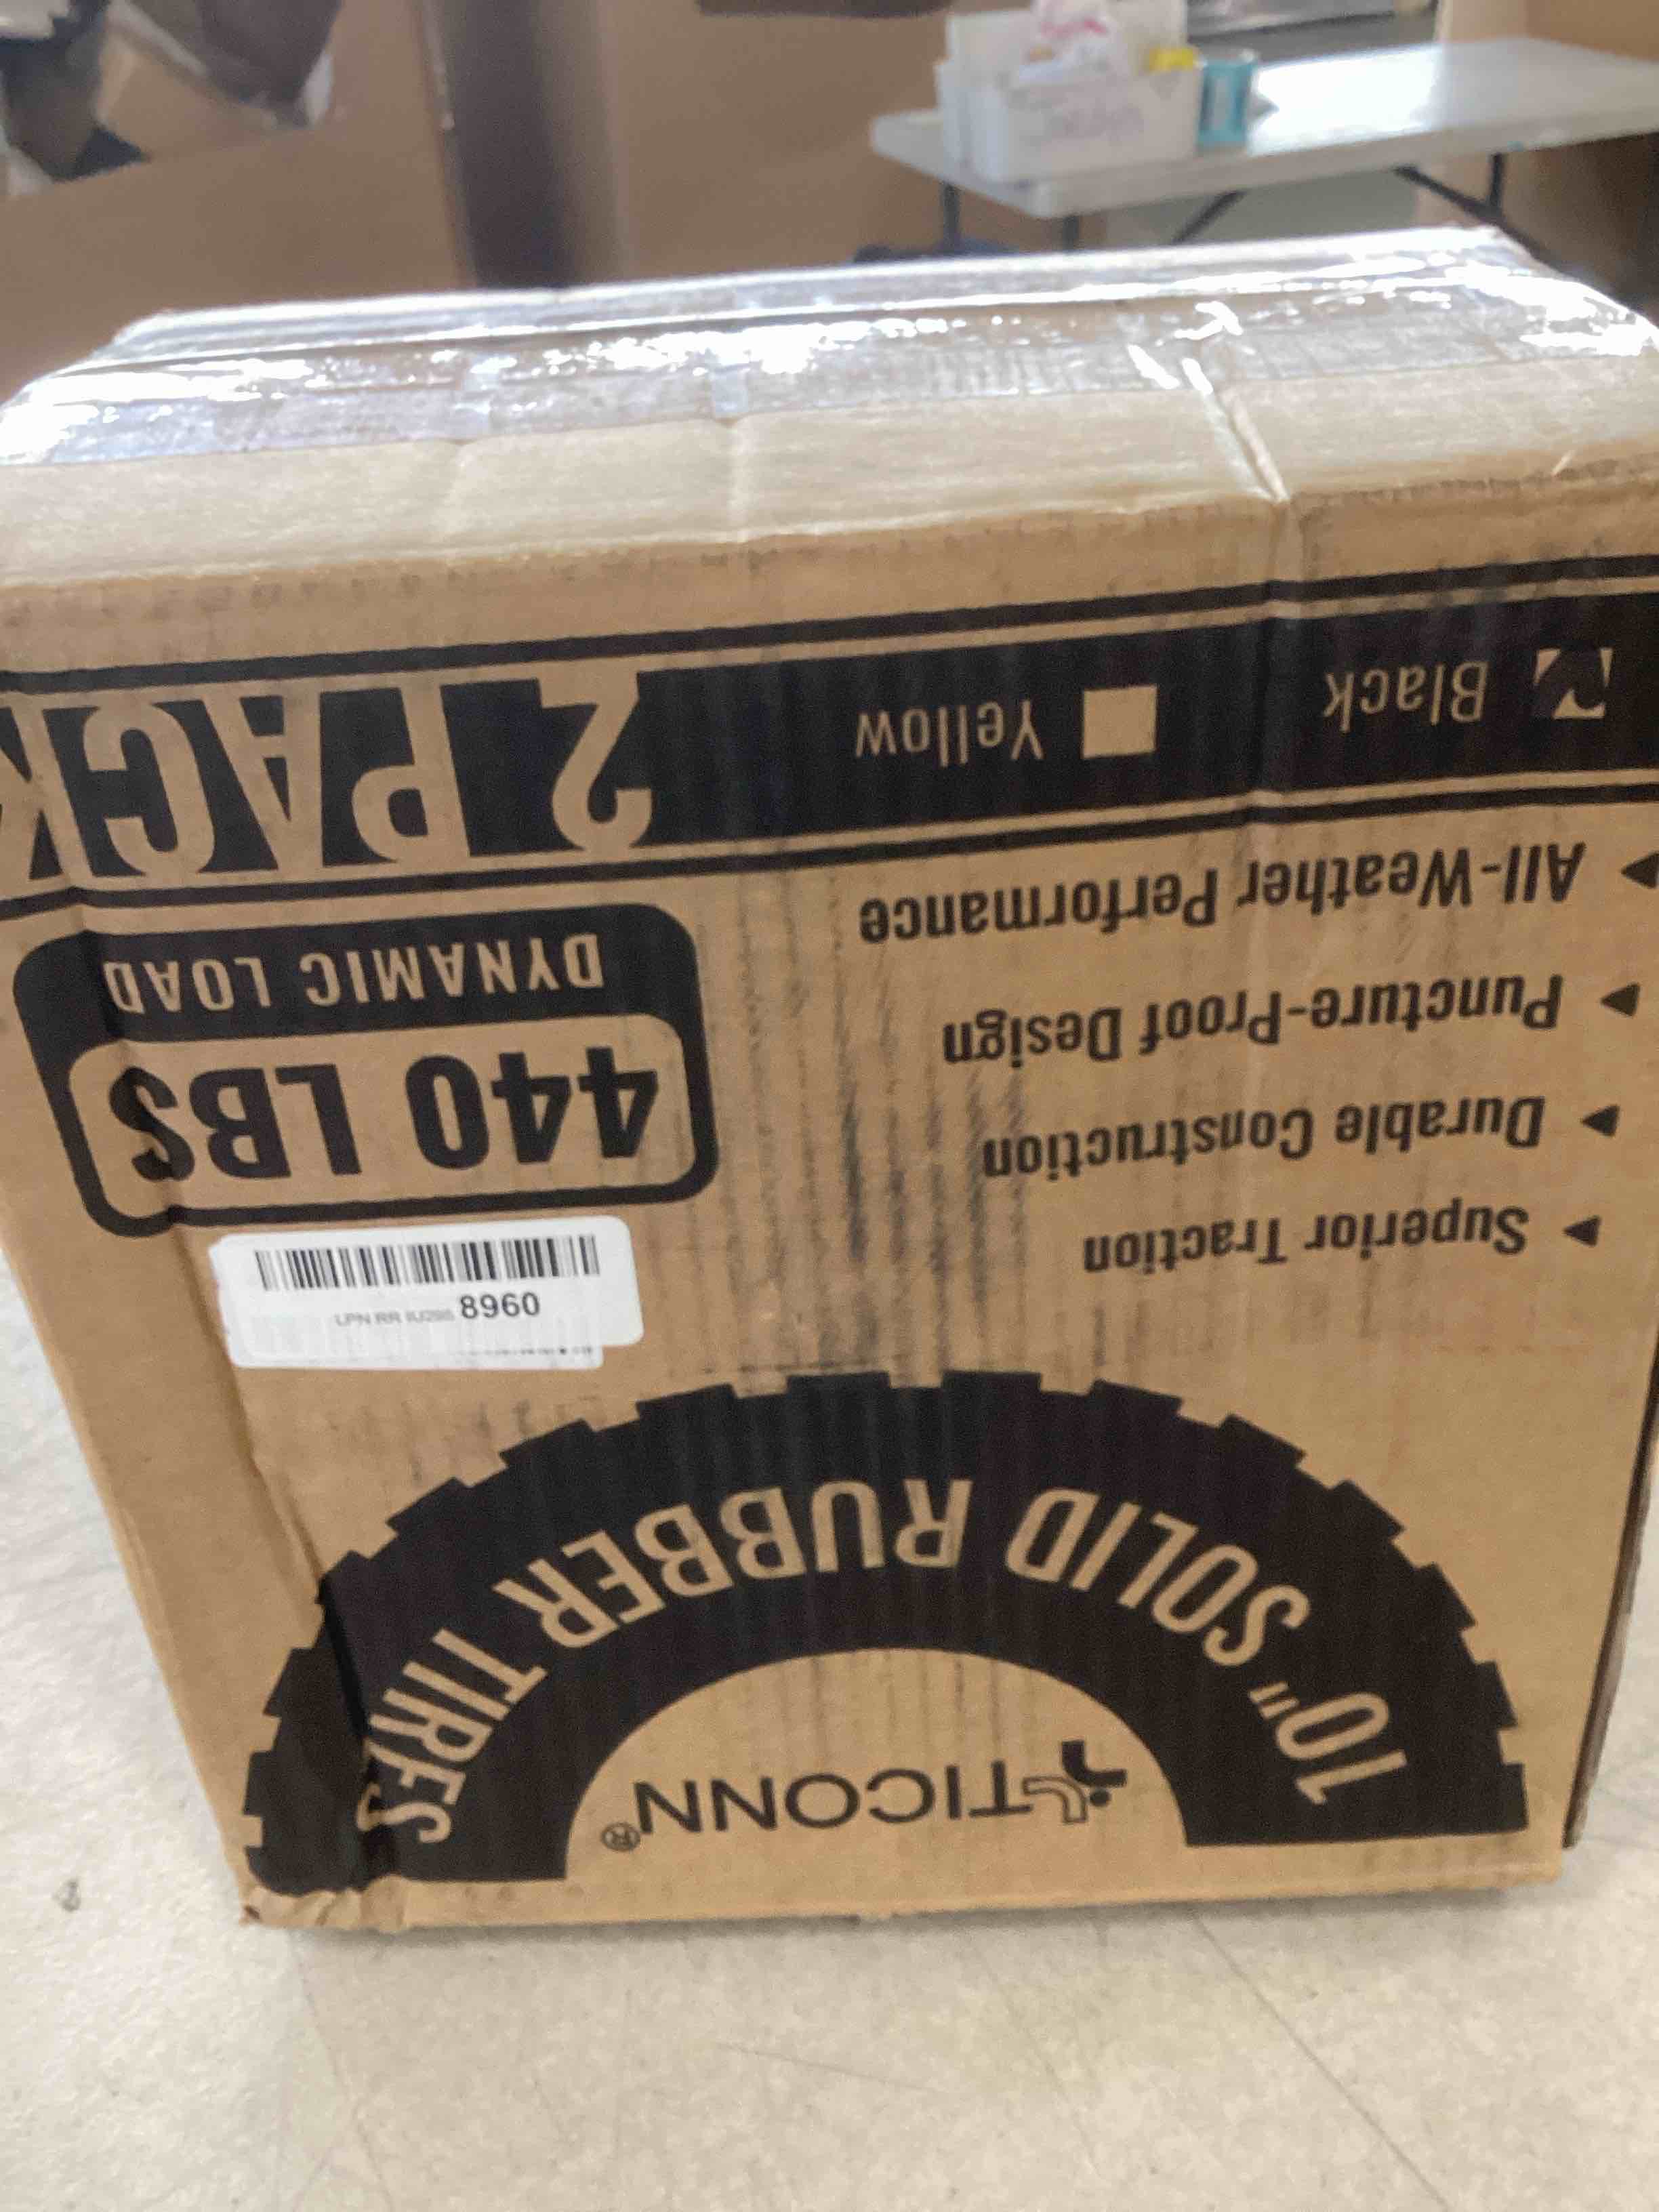 TICONN®
10" SOLID RUBBER TIRES
8960
▶ Superior Traction
▶ Durable Construction
▶ Puncture-Proof Design
▶ All-Weather Performance
440 LBS
DYNAMIC LOAD
Black
Yellow
2 PACK